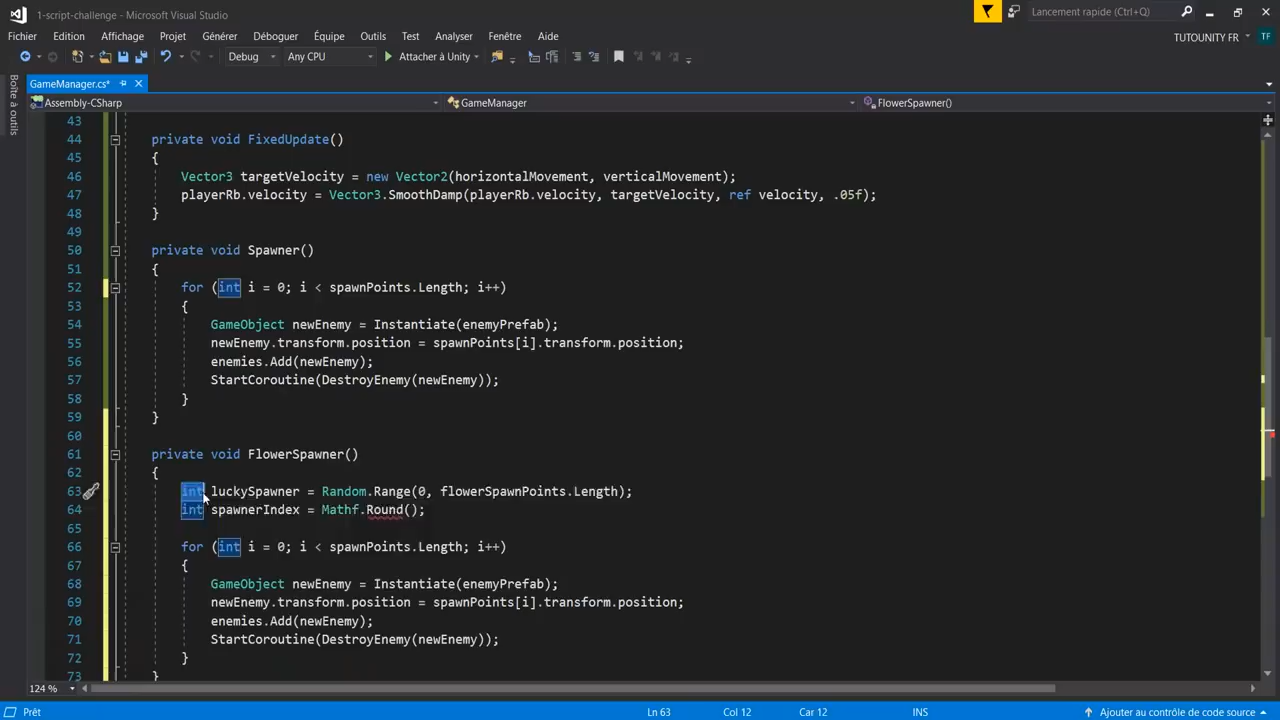 1-script-challenge - Microsoft Visual Studio
Lancement rapide (Ctrl+Q)
Fichier Edition Affichage Projet Générer Déboguer Équipe Outils Test Analyser Fenêtre Aide
TUTOUNITY FR TF
Debug Any CPU Attacher à Unity
GameManager.cs*
Boîte à outils
Assembly-CSharp GameManager FlowerSpawner()
43
44 private void FixedUpdate()
45 {
46 Vector3 targetVelocity = new Vector2(horizontalMovement, verticalMovement);
47 playerRb.velocity = Vector3.SmoothDamp(playerRb.velocity, targetVelocity, ref velocity, .05f);
48 }
49
50 private void Spawner()
51 {
52 for (int i = 0; i < spawnPoints.Length; i++)
53 {
54 GameObject newEnemy = Instantiate(enemyPrefab);
55 newEnemy.transform.position = spawnPoints[i].transform.position;
56 enemies.Add(newEnemy);
57 StartCoroutine(DestroyEnemy(newEnemy));
58 }
59 }
60
61 private void FlowerSpawner()
62 {
63 int luckySpawner = Random.Range(0, flowerSpawnPoints.Length);
64 int spawnerIndex = Mathf.Round();
65
66 for (int i = 0; i < spawnPoints.Length; i++)
67 {
68 GameObject newEnemy = Instantiate(enemyPrefab);
69 newEnemy.transform.position = spawnPoints[i].transform.position;
70 enemies.Add(newEnemy);
71 StartCoroutine(DestroyEnemy(newEnemy));
72 }
73 }
124 %
Prêt Ln 63 Col 12 Car 12 INS Ajouter au contrôle de code source